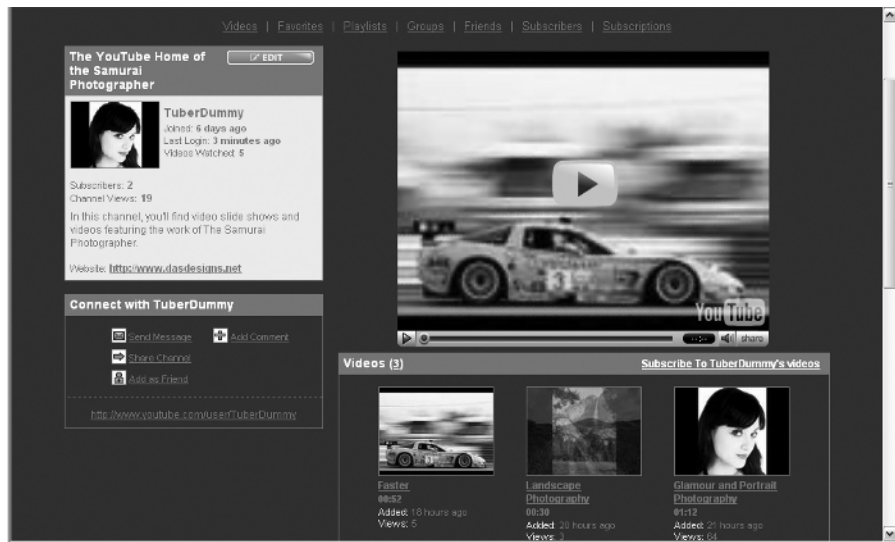 Videos | Favorites | Playlists | Groups | Friends | Subscribers | Subscriptions
The YouTube Home of
the Samurai
Photographer
EDIT
TuberDummy
Joined: 6 days ago
Last Login: 3 minutes ago
Videos Watched: 5
Subscribers: 2
Channel Views: 19
In this channel, you'll find video slide shows and
videos featuring the work of The Samurai
Photographer.
Website: http://www.dasdesigns.net
Connect with TuberDummy
Send Message
Add Comment
Share Channel
Add as Friend
http://www.youtube.com/user/TuberDummy
3
YouTube
share
Videos (3)
Subscribe To TuberDummy's videos
Faster
00:52
Added: 18 hours ago
Views: 5
Landscape
Photography
00:30
Added: 20 hours ago
Views: 3
Glamour and Portrait
Photography
01:12
Added: 21 hours ago
Views: 64